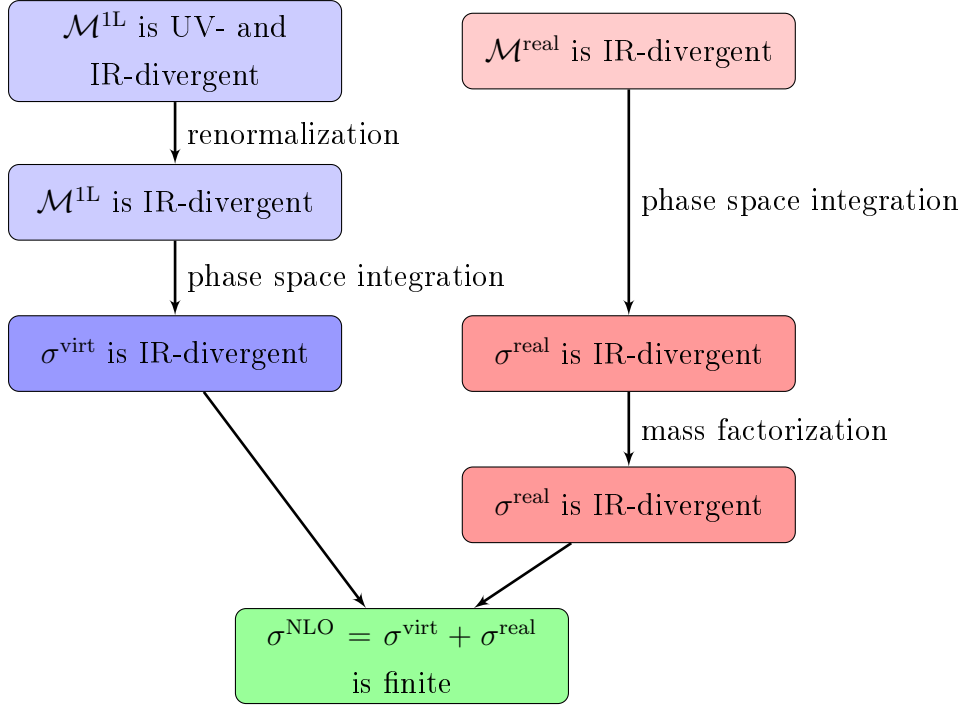 𝓜^1L is UV- and
IR-divergent
𝓜^real is IR-divergent
renormalization
𝓜^1L is IR-divergent
phase space integration
phase space integration
σ^virt is IR-divergent
σ^real is IR-divergent
mass factorization
σ^real is IR-divergent
σ^NLO = σ^virt + σ^real
is finite